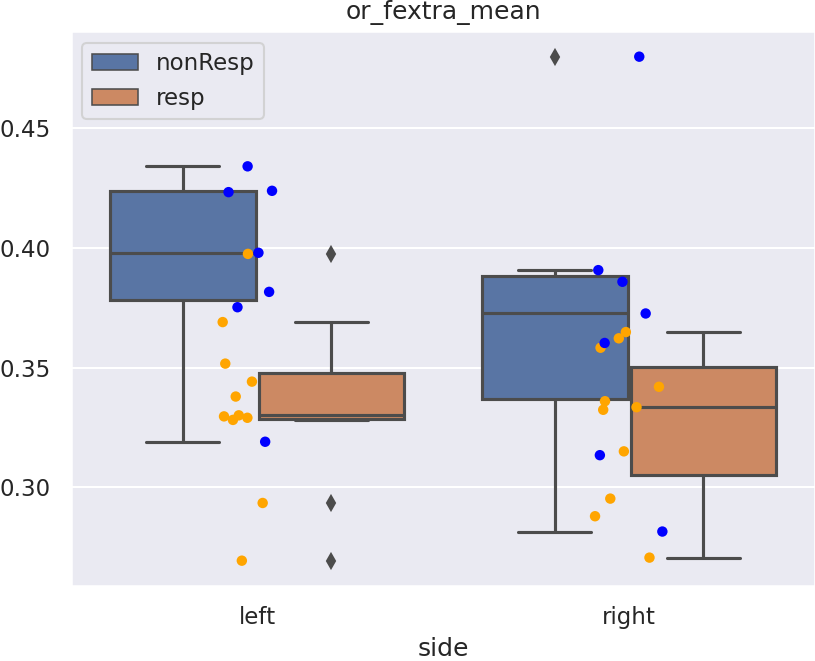 or_fextra_mean
nonResp
resp
0.45
0.40
0.35
0.30
left
right
side